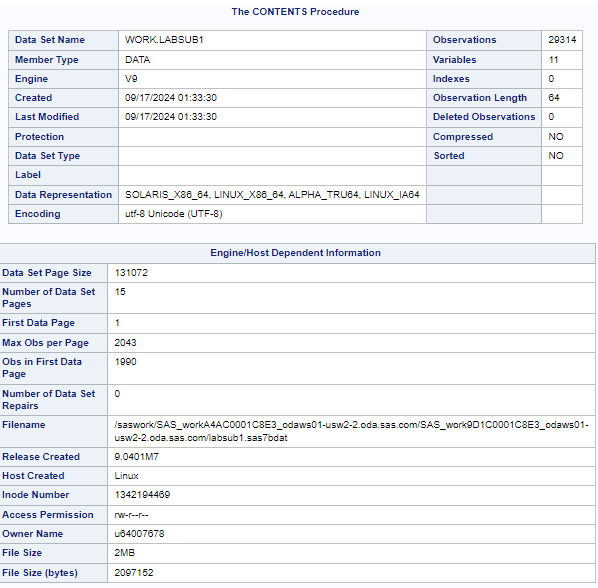 The CONTENTS Procedure
Data Set Name WORK.LABSUB1 Observations 29314
Member Type DATA Variables 11
Engine V9 Indexes 0
Created 09/17/2024 01:33:30 Observation Length 64
Last Modified 09/17/2024 01:33:30 Deleted Observations 0
Protection Compressed NO
Data Set Type Sorted NO
Label
Data Representation SOLARIS_X86_64, LINUX_X86_64, ALPHA_TRU64, LINUX_IA64
Encoding utf-8 Unicode (UTF-8)
Engine/Host Dependent Information
Data Set Page Size 131072
Number of Data Set Pages 15
First Data Page 1
Max Obs per Page 2043
Obs in First Data Page 1990
Number of Data Set Repairs 0
Filename /saswork/SAS_workA4AC0001C8E3_odaws01-usw2-2.oda.sas.com/SAS_work9D1C0001C8E3_odaws01-
usw2-2.oda.sas.com/labsub1.sas7bdat
Release Created 9.0401M7
Host Created Linux
Inode Number 1342194469
Access Permission rw-r--r--
Owner Name u64007678
File Size 2MB
File Size (bytes) 2097152